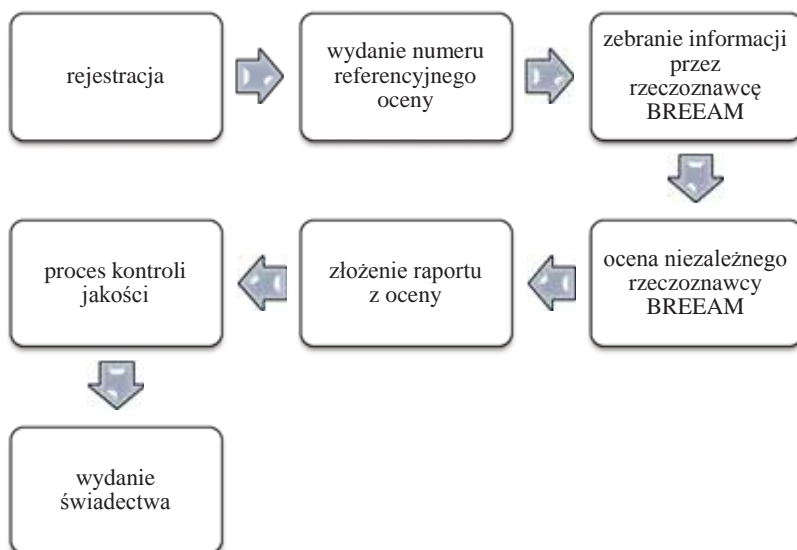 rejestracja
wydanie numeru
referencyjnego
oceny
zebranie informacji
przez
rzeczoznawcę
BREEAM
ocena niezależnego
rzeczoznawcy
BREEAM
złożenie raportu
z oceny
proces kontroli
jakości
wydanie
świadectwa